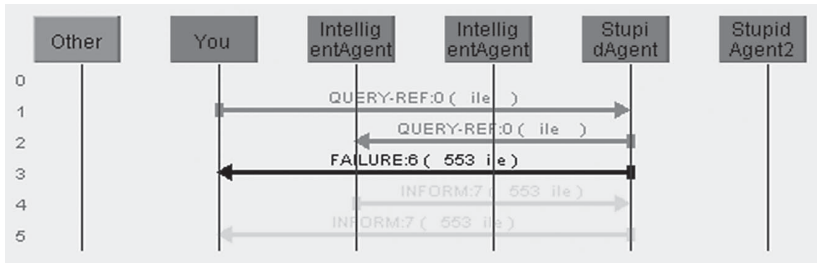 Other
You
Intellig
entAgent
Intellig
entAgent
Stupi
dAgent
Stupid
Agent2
0
1
QUERY-REF:0 ( ile )
2
QUERY-REF:0 ( ile )
3
FAILURE:6 ( 553 ile )
4
INFORM:7 ( 553 ile )
5
INFORM:7 ( 553 ile )